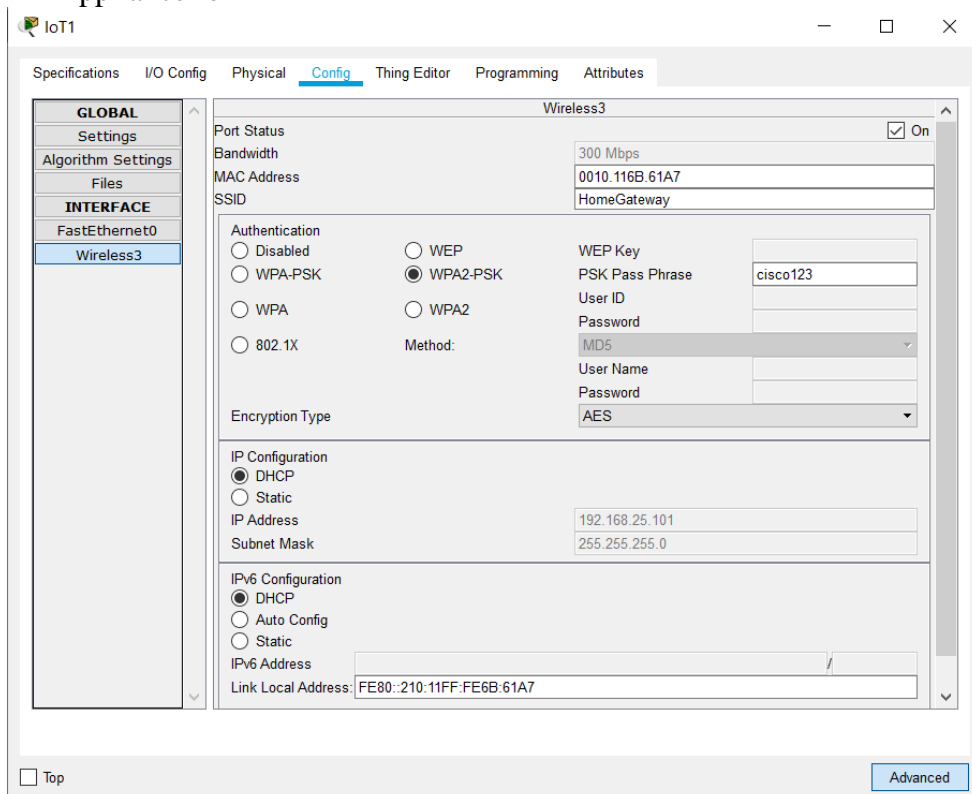 IoT1
Specifications I/O Config Physical Config Thing Editor Programming Attributes
GLOBAL
Settings
Algorithm Settings
Files
INTERFACE
FastEthernet0
Wireless3
Wireless3
Port Status On
Bandwidth 300 Mbps
MAC Address 0010.116B.61A7
SSID HomeGateway
Authentication
Disabled WEP WEP Key
WPA-PSK WPA2-PSK PSK Pass Phrase cisco123
User ID
WPA WPA2
Password
802.1X Method: MD5
User Name
Password
Encryption Type AES
IP Configuration
DHCP
Static
IP Address 192.168.25.101
Subnet Mask 255.255.255.0
IPv6 Configuration
DHCP
Auto Config
Static
IPv6 Address /
Link Local Address: FE80::210:11FF:FE6B:61A7
Top Advanced